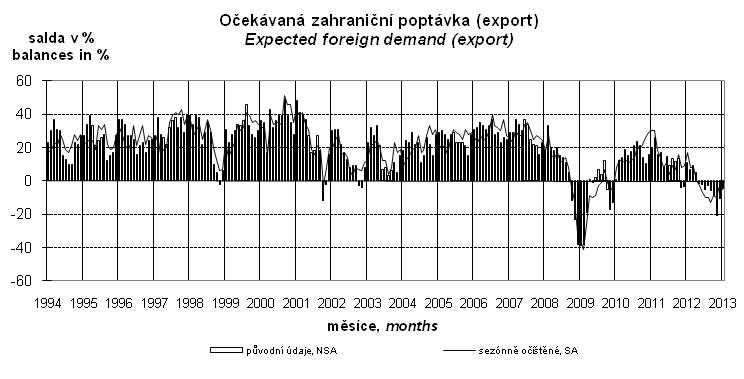 Očekávaná zahraniční poptávka (export)
Expected foreign demand (export)
salda v %
balances in %
60
40
20
0
-20
-40
-60
1994 1995 1996 1997 1998 1999 2000 2001 2002 2003 2004 2005 2006 2007 2008 2009 2010 2011 2012 2013
měsíce, months
původní údaje, NSA
sezónně očištěné, SA